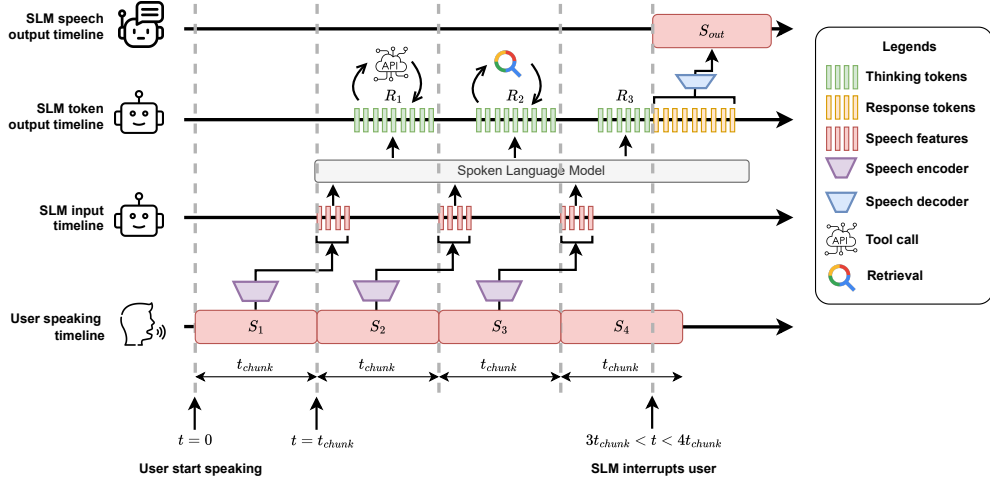 SLM speech
output timeline
S_out
Legends
Thinking tokens
Response tokens
Speech features
Speech encoder
Speech decoder
API
Tool call
Retrieval
API
R_1
R_2
R_3
SLM token
output timeline
Spoken Language Model
SLM input
timeline
User speaking
timeline
S_1
S_2
S_3
S_4
t_chunk
t_chunk
t_chunk
t_chunk
t = 0
t = t_chunk
3t_chunk < t < 4t_chunk
User start speaking
SLM interrupts user